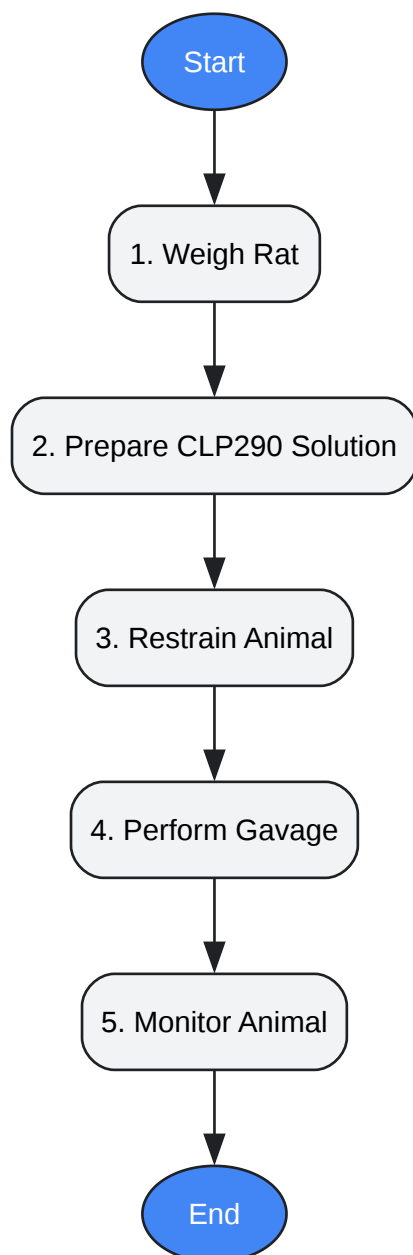 Start
1. Weigh Rat
2. Prepare CLP290 Solution
3. Restrain Animal
4. Perform Gavage
5. Monitor Animal
End